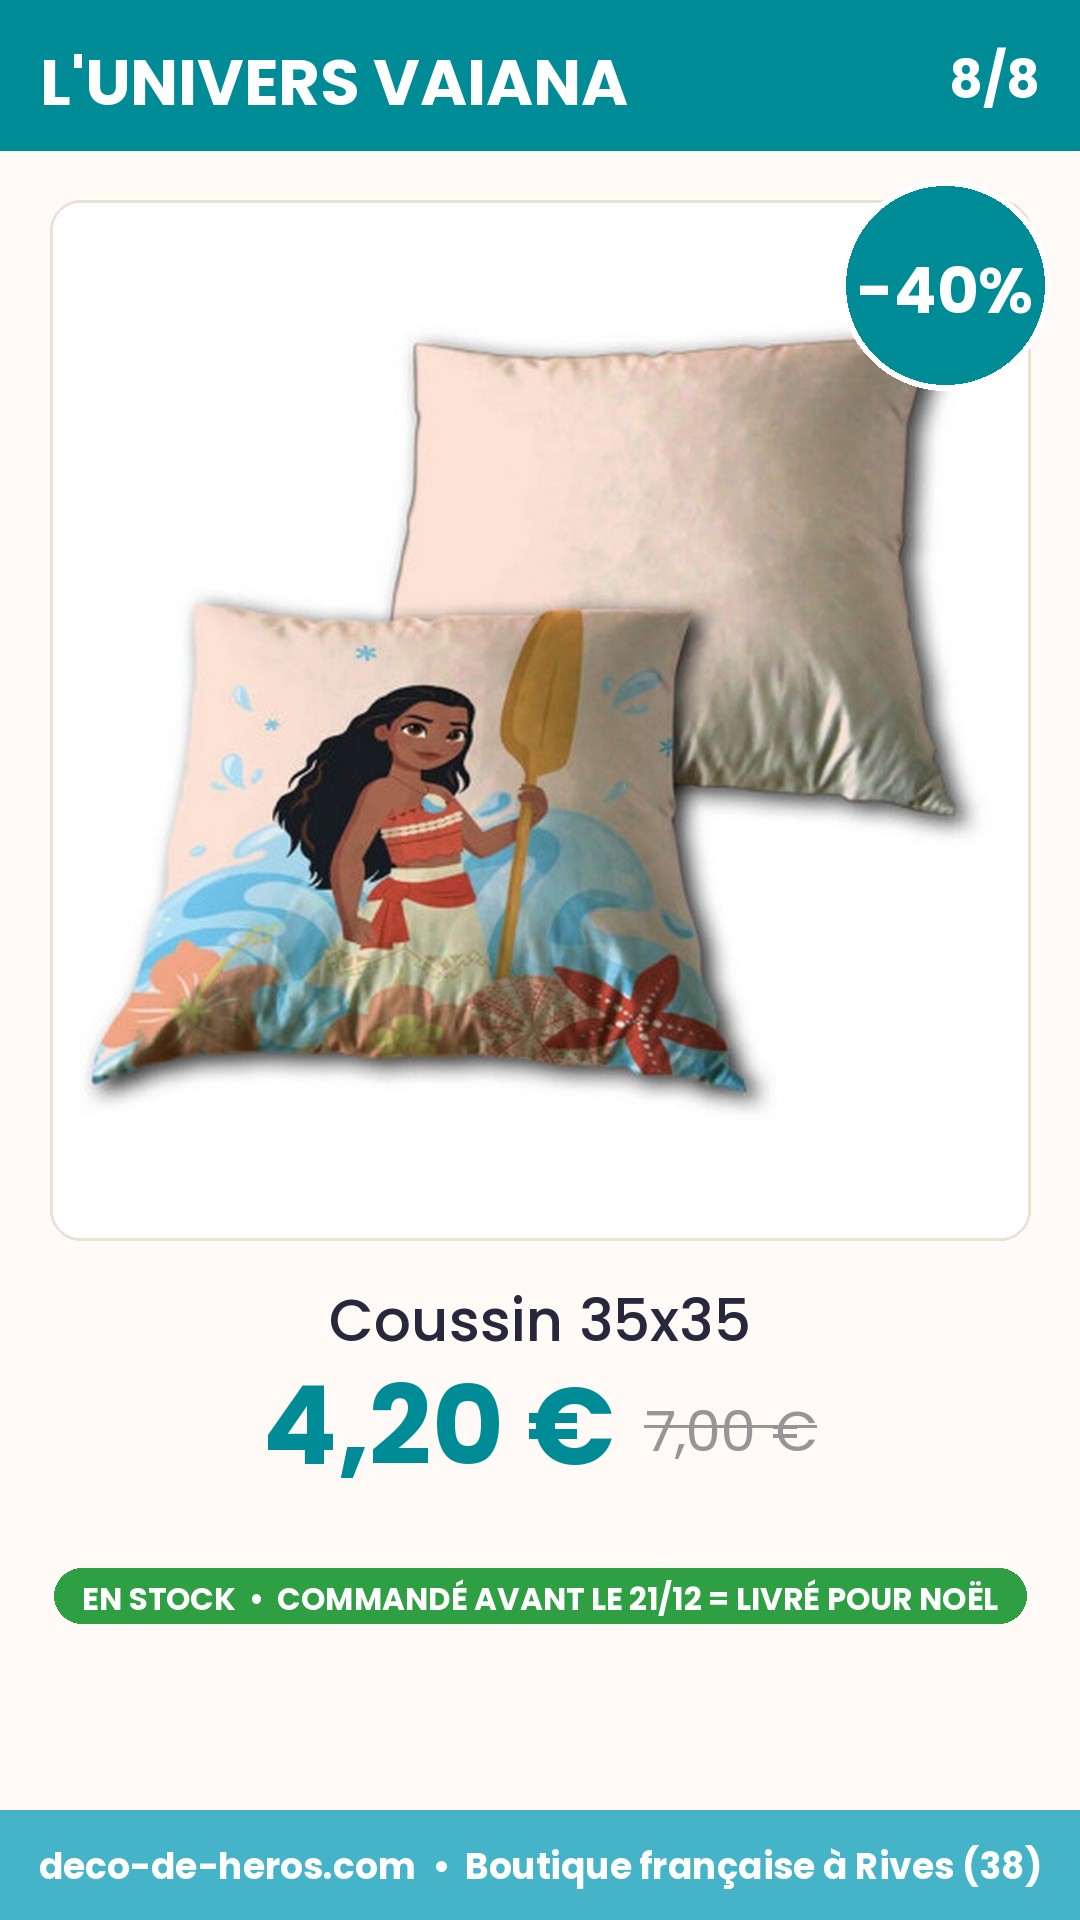 L'UNIVERS VAIANA
8/8
-40%
Coussin 35x35
4,20 € 7,00 €
EN STOCK • COMMANDÉ AVANT LE 21/12 = LIVRÉ POUR NOËL
deco-de-heros.com • Boutique française à Rives (38)